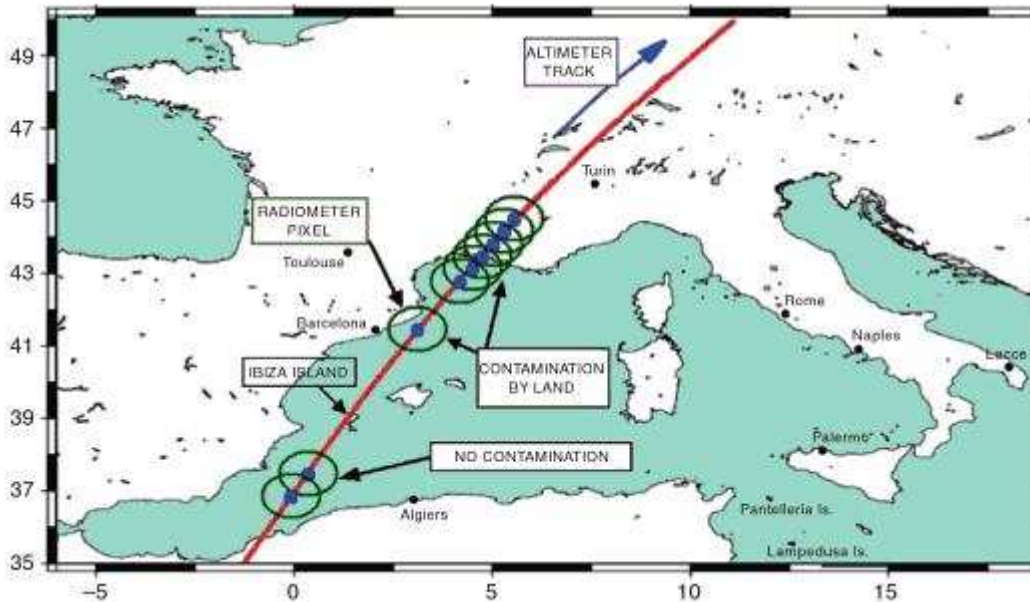 49
47
45
43
41
39
37
35
ALTIMETER
TRACK
Turin
RADIOMETER
PIXEL
Toulouse
Barcelona
Rome
Naples
Lecce
IBIZA ISLAND
CONTAMINATION
BY LAND
NO CONTAMINATION
Palermo
Algiers
Pantelleria Is.
Lampedusa Is.
−5
0
5
10
15